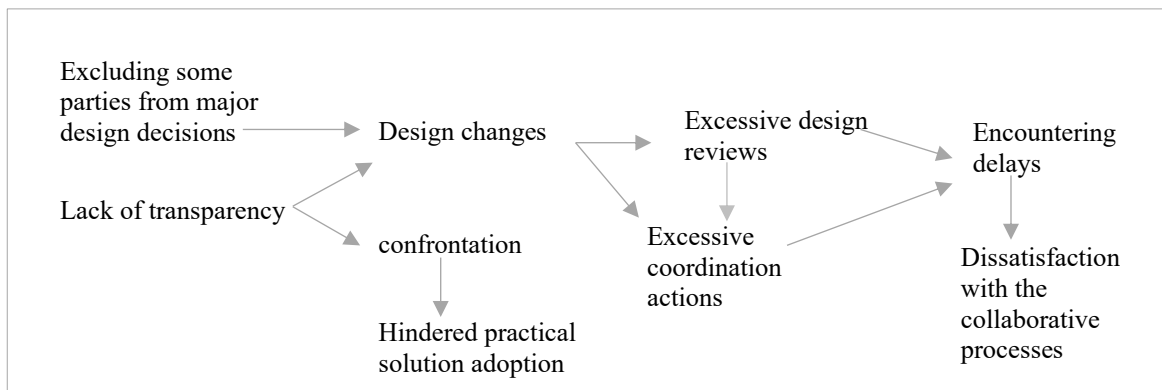 Excluding some
parties from major
design decisions
Design changes
Excessive design
reviews
Encountering
delays
Lack of transparency
confrontation
Excessive
coordination
actions
Dissatisfaction
with the
collaborative
processes
Hindered practical
solution adoption